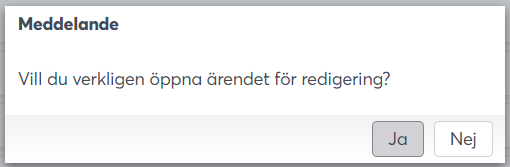 Meddelande
Vill du verkligen öppna ärendet för redigering?
Ja
Nej